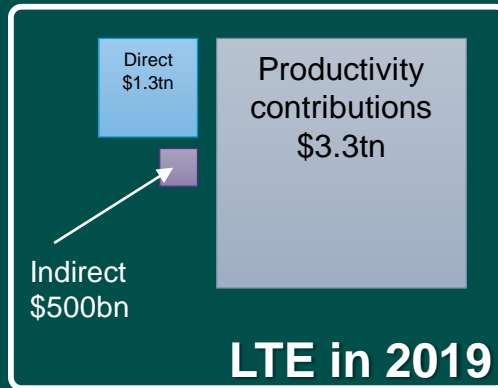 Direct
$1.3tn
Productivity
contributions
$3.3tn
Indirect
$500bn
LTE in 2019